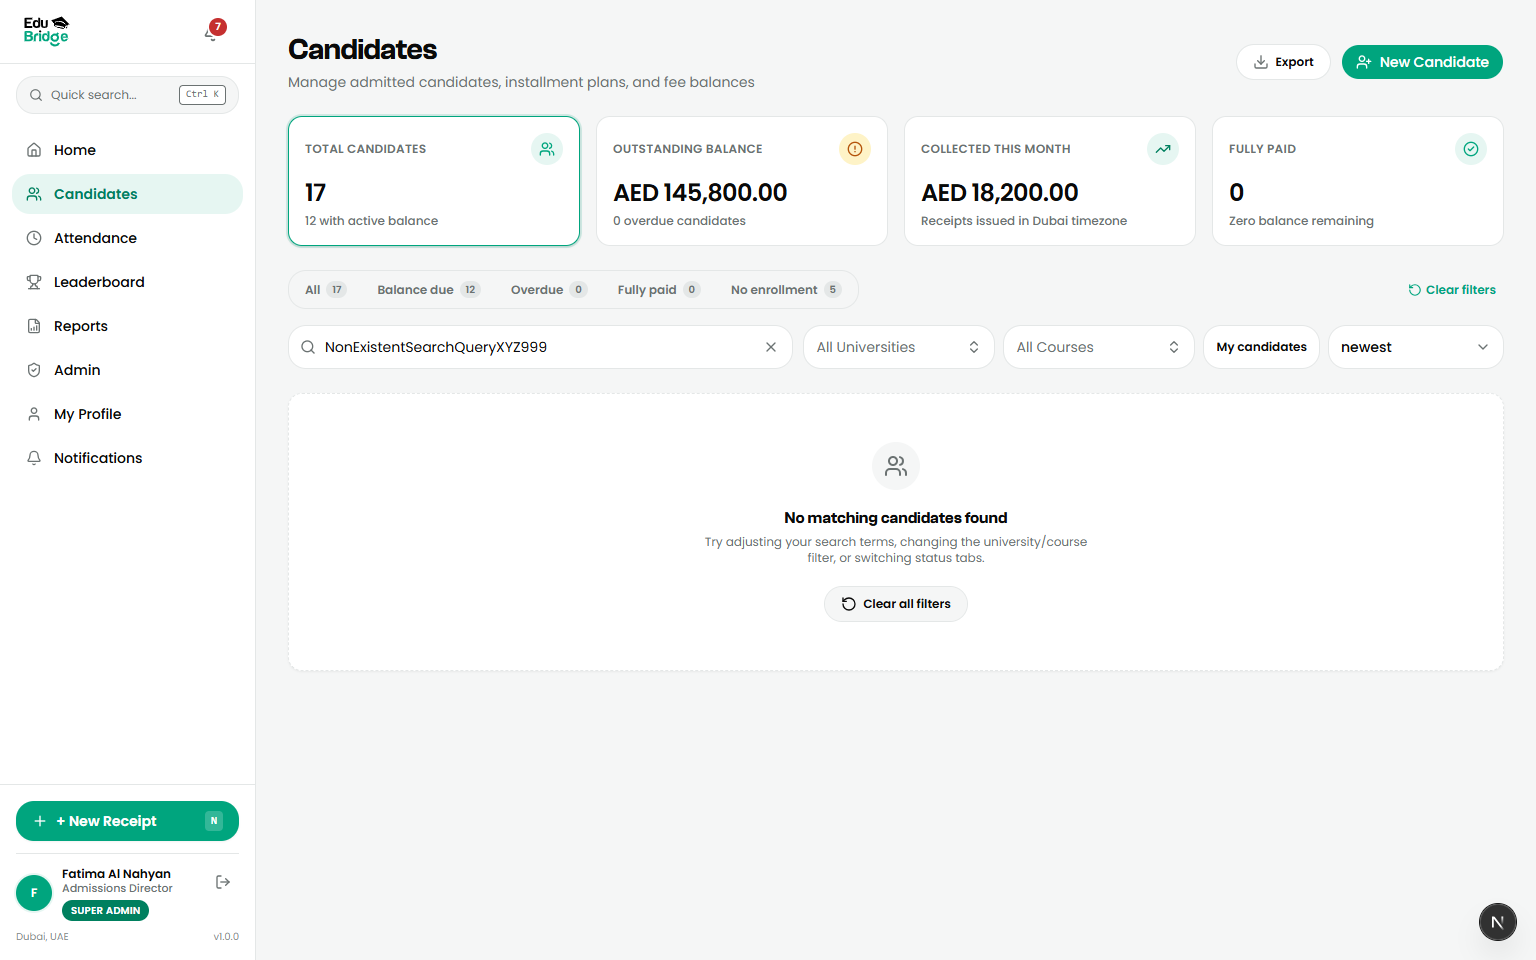 Edu
Bridge
7
Quick search...
Ctrl K
Home
Candidates
Attendance
Leaderboard
Reports
Admin
My Profile
Notifications
+ New Receipt
N
F
Fatima Al Nahyan
Admissions Director
SUPER ADMIN
Dubai, UAE
v1.0.0
Candidates
Manage admitted candidates, installment plans, and fee balances
Export
New Candidate
TOTAL CANDIDATES
17
12 with active balance
OUTSTANDING BALANCE
AED 145,800.00
0 overdue candidates
COLLECTED THIS MONTH
AED 18,200.00
Receipts issued in Dubai timezone
FULLY PAID
0
Zero balance remaining
All 17
Balance due 12
Overdue 0
Fully paid 0
No enrollment 5
Clear filters
NonExistentSearchQueryXYZ999
All Universities
All Courses
My candidates
newest
No matching candidates found
Try adjusting your search terms, changing the university/course
filter, or switching status tabs.
Clear all filters
N